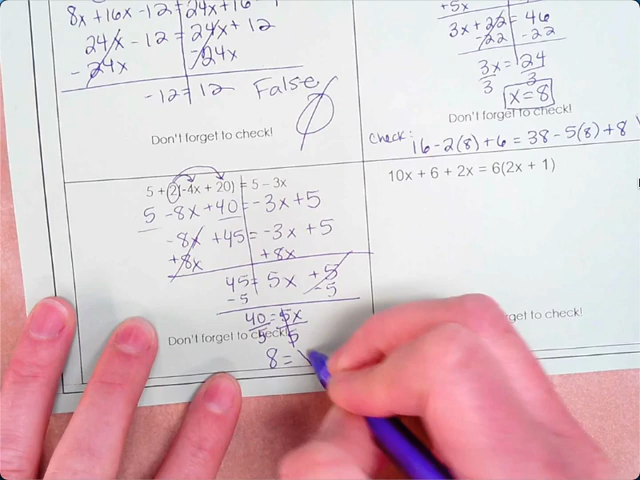 8x + 16x - 12 = 24x + 16 -
24x - 12 = 24x + 12
- 24x - 24x
-12 = 12 False
∅
Don't forget to check!
+5x
3x + 22 = 46
-22 -22
3x = 24
3 3
x = 8
Don't forget to check!
Check: 16 - 2(8) + 6 = 38 - 5(8) + 8
5 + 2(-4x + 20) = 5 – 3x
5 -8x + 40 = -3x + 5
-8x + 45 = -3x + 5
+8x +8x
45 = 5x + 5
-5 -5
40 = 5x
5 5
Don't forget to check!
8 =
10x + 6 + 2x = 6(2x + 1)